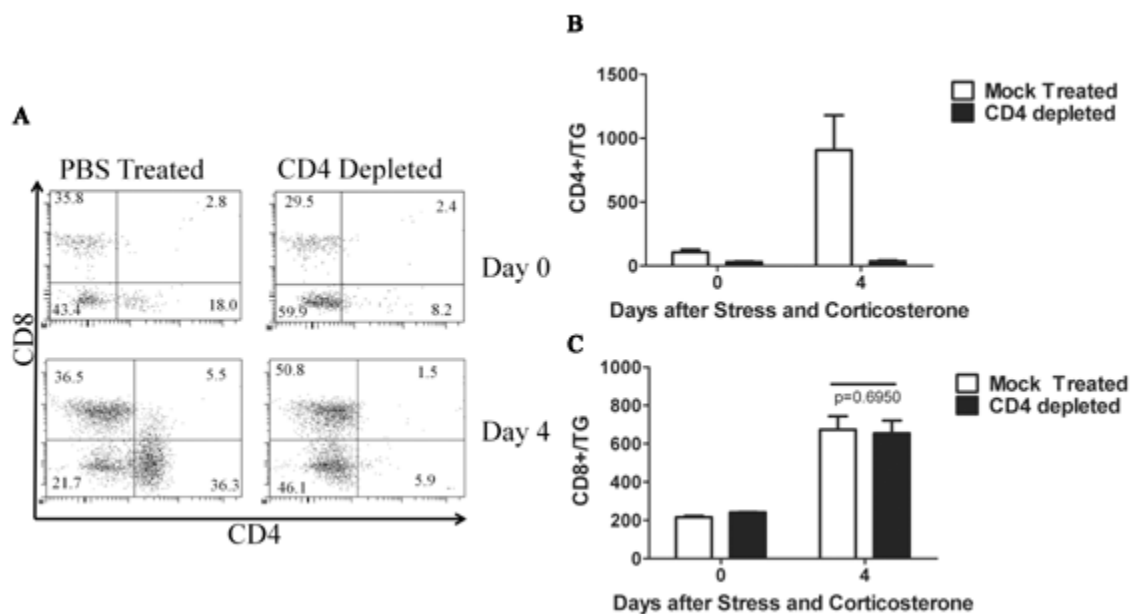 A
PBS Treated
CD4 Depleted
35.8
2.8
29.5
2.4
Day 0
43.4
18.0
59.9
8.2
CD8
36.5
5.5
50.8
1.5
Day 4
21.7
36.3
46.1
5.9
CD4
B
1500
1000
500
0
CD4+/TG
Mock Treated
CD4 depleted
0
4
Days after Stress and Corticosterone
C
1000
800
600
400
200
0
CD8+/TG
Mock Treated
CD4 depleted
p=0.6950
0
4
Days after Stress and Corticosterone